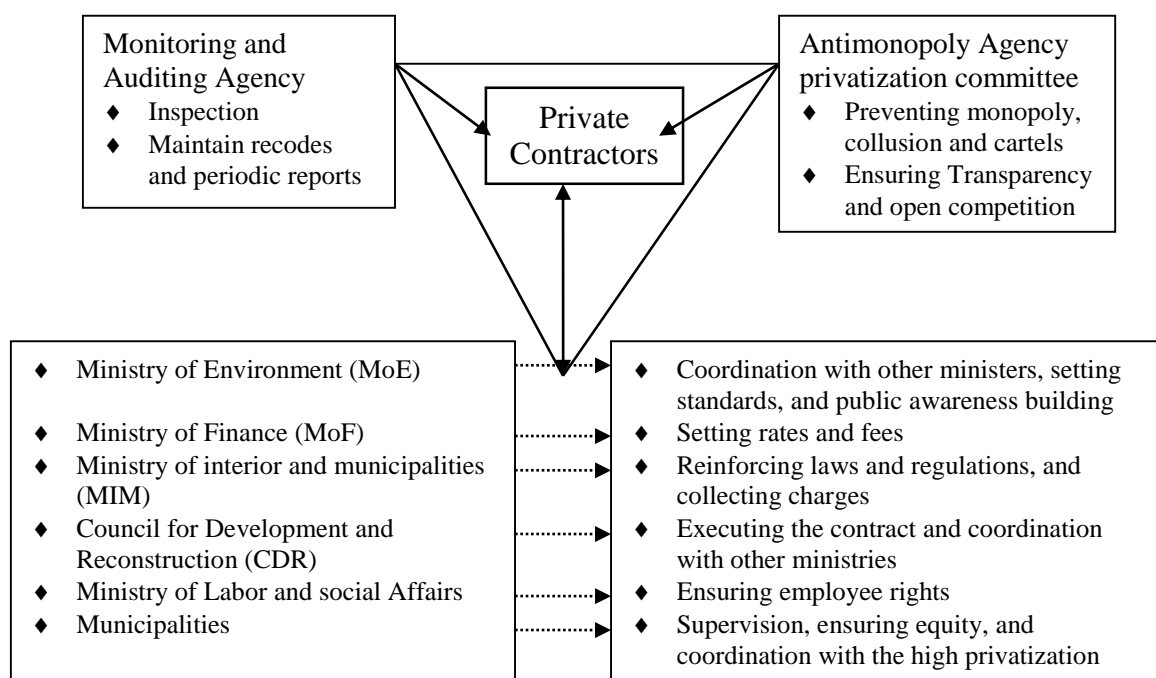 Monitoring and
Auditing Agency
♦ Inspection
♦ Maintain recodes
and periodic reports
Private
Contractors
Antimonopoly Agency
privatization committee
♦ Preventing monopoly,
collusion and cartels
♦ Ensuring Transparency
and open competition
♦ Ministry of Environment (MoE)
♦ Ministry of Finance (MoF)
♦ Ministry of interior and municipalities
(MIM)
♦ Council for Development and
Reconstruction (CDR)
♦ Ministry of Labor and social Affairs
♦ Municipalities
♦ Coordination with other ministers, setting
standards, and public awareness building
♦ Setting rates and fees
♦ Reinforcing laws and regulations, and
collecting charges
♦ Executing the contract and coordination
with other ministries
♦ Ensuring employee rights
♦ Supervision, ensuring equity, and
coordination with the high privatization